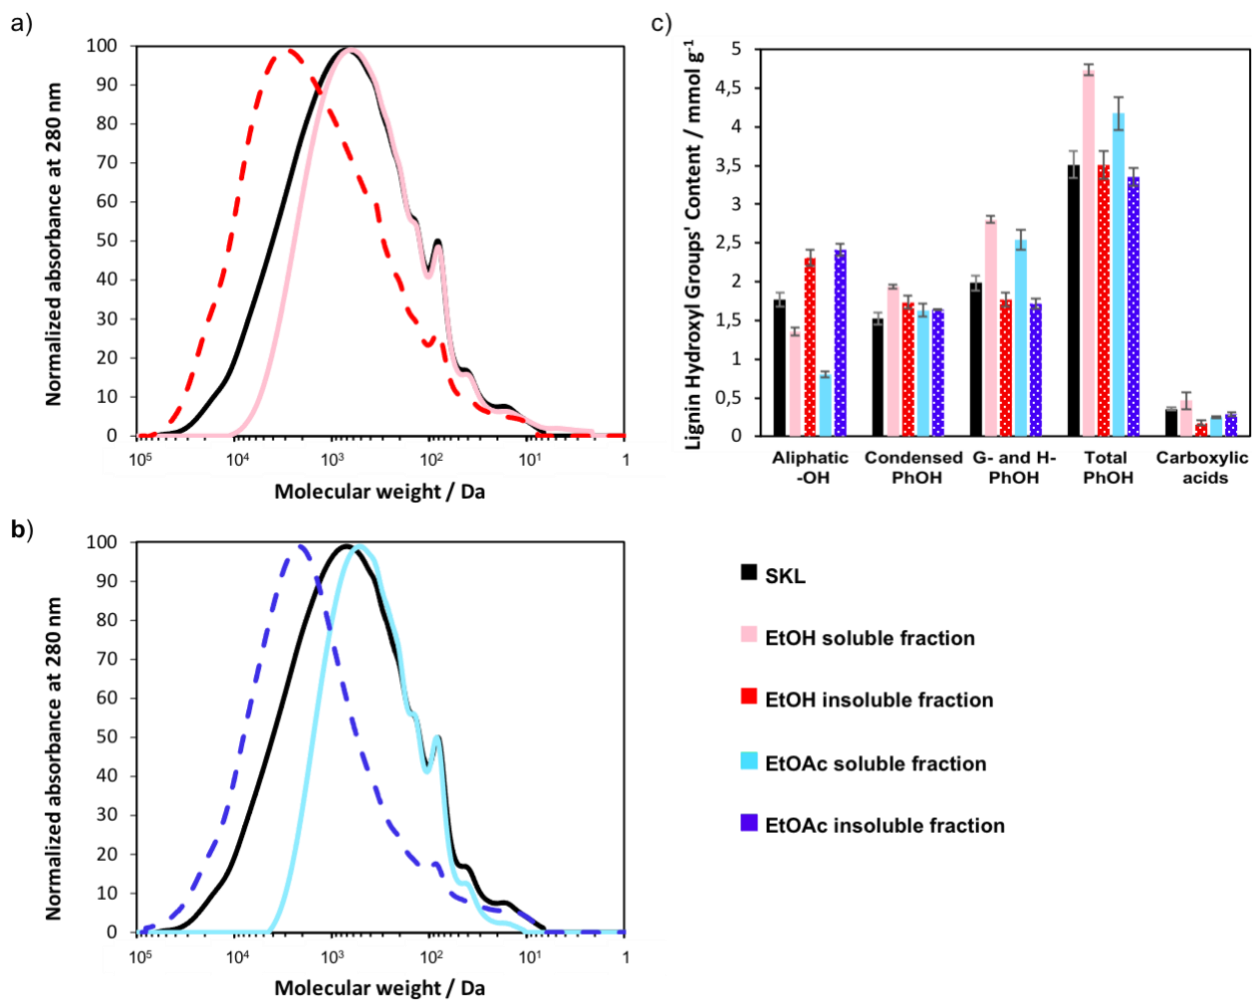 a)
Normalized absorbance at 280 nm
100
90
80
70
60
50
40
30
20
10
0
10⁵
10⁴
10³
10²
10¹
1
Molecular weight / Da
b)
Normalized absorbance at 280 nm
100
90
80
70
60
50
40
30
20
10
0
10⁵
10⁴
10³
10²
10¹
1
Molecular weight / Da
c)
Lignin Hydroxyl Groups' Content / mmol g⁻¹
5
4,5
4
3,5
3
2,5
2
1,5
1
0,5
0
Aliphatic
-OH
Condensed
PhOH
G- and H-
PhOH
Total
PhOH
Carboxylic
acids
SKL
EtOH soluble fraction
EtOH insoluble fraction
EtOAc soluble fraction
EtOAc insoluble fraction